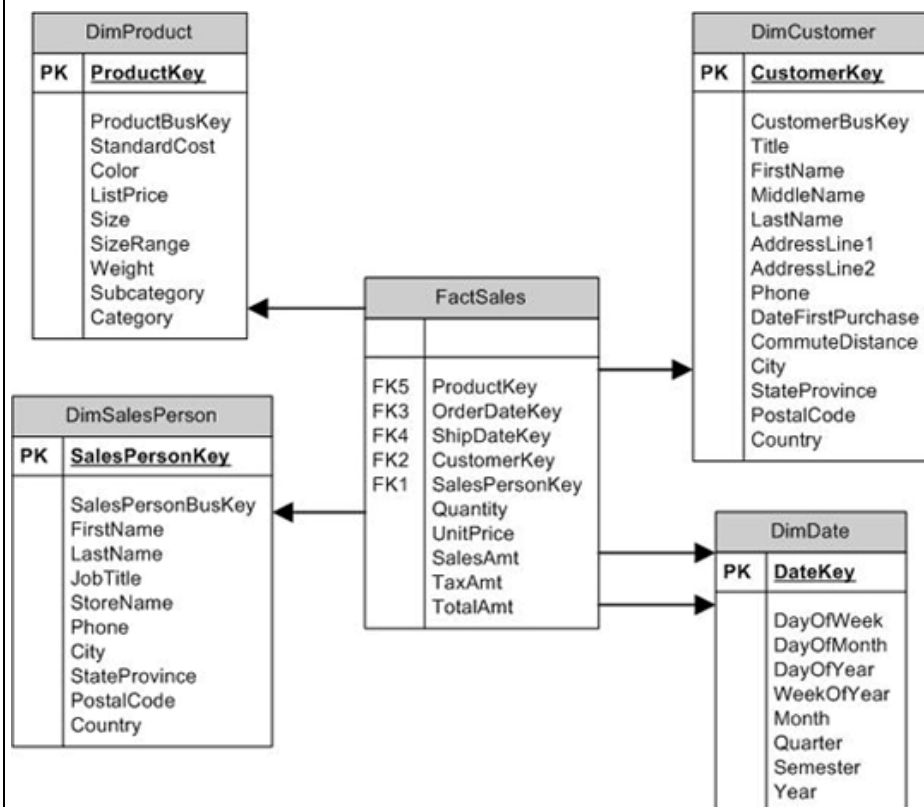 DimProduct
PK ProductKey
ProductBusKey
StandardCost
Color
ListPrice
Size
SizeRange
Weight
Subcategory
Category
DimCustomer
PK CustomerKey
CustomerBusKey
Title
FirstName
MiddleName
LastName
AddressLine1
AddressLine2
Phone
DateFirstPurchase
CommuteDistance
City
StateProvince
PostalCode
Country
FactSales
FK5 ProductKey
FK3 OrderDateKey
FK4 ShipDateKey
FK2 CustomerKey
FK1 SalesPersonKey
Quantity
UnitPrice
SalesAmt
TaxAmt
TotalAmt
DimSalesPerson
PK SalesPersonKey
SalesPersonBusKey
FirstName
LastName
JobTitle
StoreName
Phone
City
StateProvince
PostalCode
Country
DimDate
PK DateKey
DayOfWeek
DayOfMonth
DayOfYear
WeekOfYear
Month
Quarter
Semester
Year